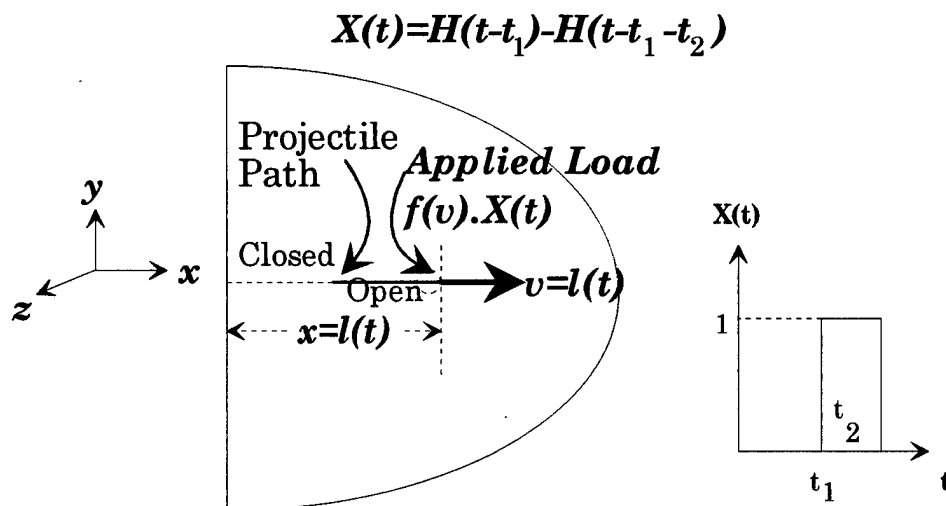 X(t)=H(t-t₁)-H(t-t₁-t₂)
Projectile
Path
Applied Load
f(v).X(t)
y
x
z
Closed
Open
v=l(t)
x=l(t)
X(t)
1
t₂
t₁
t